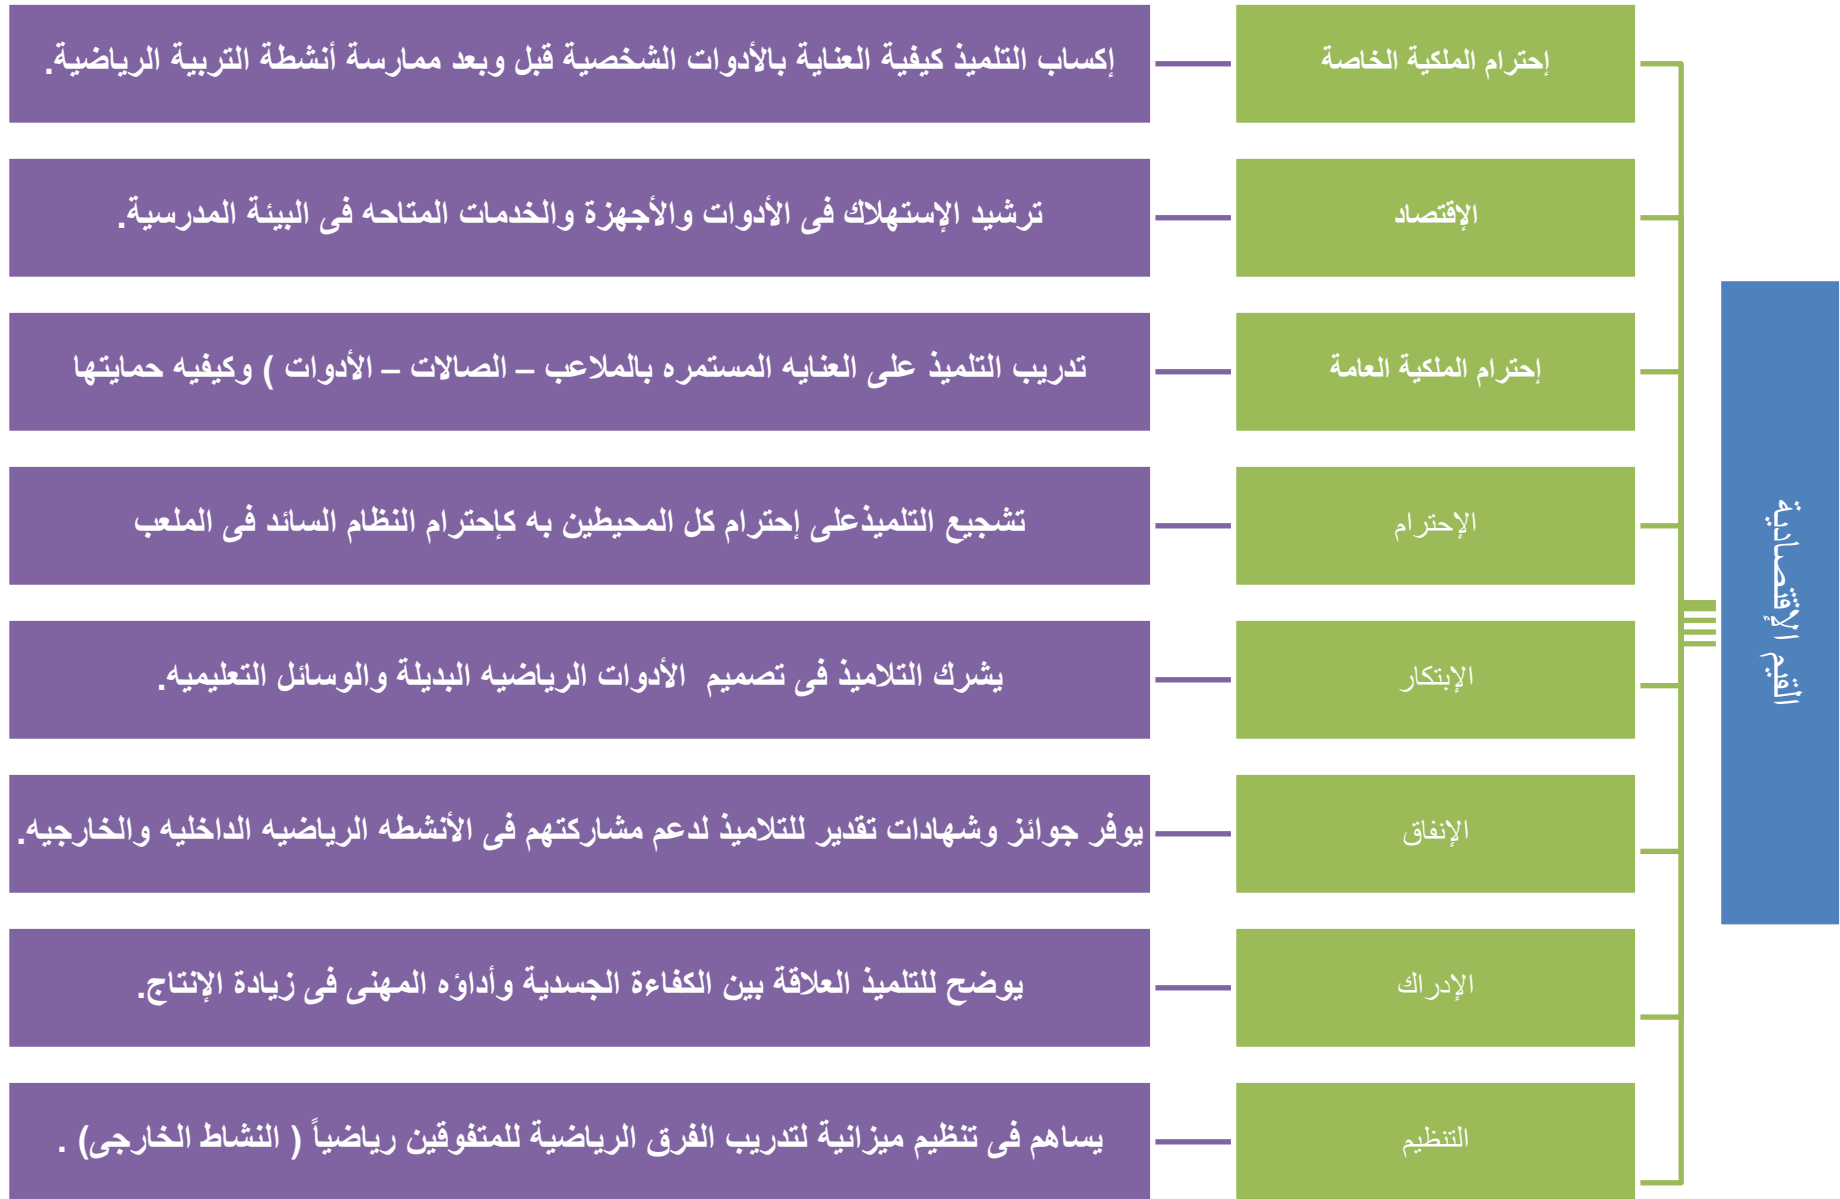 القيم الإقتصادية
إحترام الملكية الخاصة
إكساب التلميذ كيفية العناية بالأدوات الشخصية قبل وبعد ممارسة أنشطة التربية الرياضية.
الإقتصاد
ترشيد الإستهلاك فى الأدوات والأجهزة والخدمات المتاحه فى البيئة المدرسية.
إحترام الملكية العامة
تدريب التلميذ على العنايه المستمره بالملاعب – الصالات – الأدوات ) وكيفيه حمايتها
الإحترام
تشجيع التلميذعلى إحترام كل المحيطين به كإحترام النظام السائد فى الملعب
الإبتكار
يشرك التلاميذ فى تصميم الأدوات الرياضيه البديلة والوسائل التعليميه.
الإنفاق
يوفر جوائز وشهادات تقدير للتلاميذ لدعم مشاركتهم فى الأنشطه الرياضيه الداخليه والخارجيه.
الإدراك
يوضح للتلميذ العلاقة بين الكفاءة الجسدية وأداؤه المهنى فى زيادة الإنتاج.
التنظيم
يساهم فى تنظيم ميزانية لتدريب الفرق الرياضية للمتفوقين رياضياً ( النشاط الخارجى) .